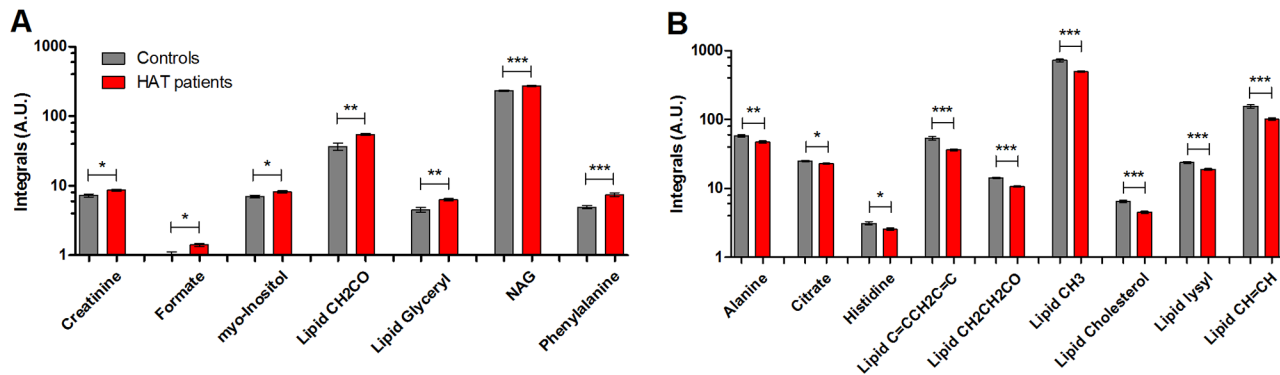 A
Integrals (A.U.)
1000
100
10
1
Controls
HAT patients
*
*
*
**
**
***
***
Creatinine
Formate
myo-Inositol
Lipid CH2CO
Lipid Glyceryl
NAG
Phenylalanine
B
Integrals (A.U.)
1000
100
10
1
**
*
*
***
***
***
***
***
***
Alanine
Citrate
Histidine
Lipid C=CCH2C=C
Lipid CH2CH2CO
Lipid CH3
Lipid Cholesterol
Lipid lysyl
Lipid CH=CH